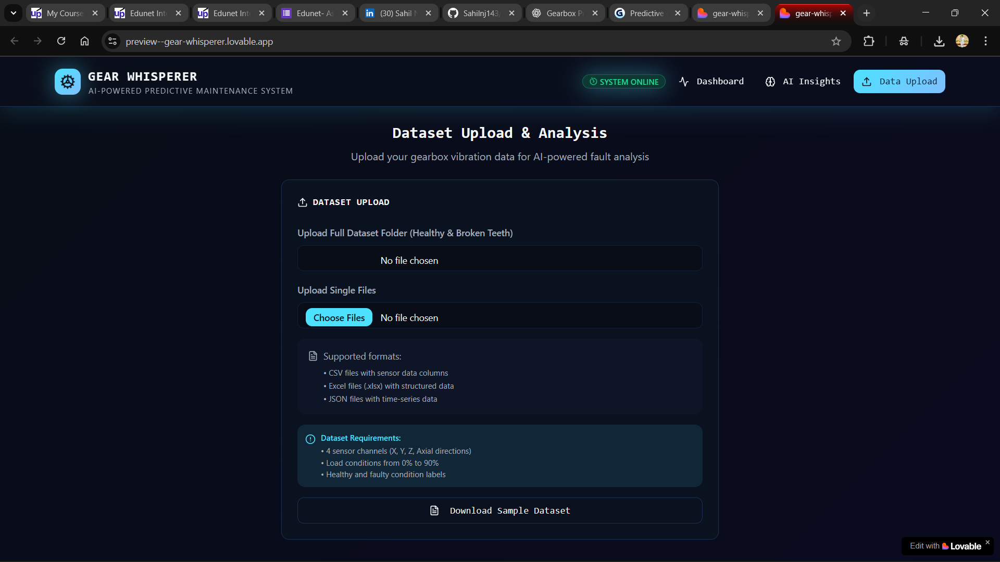 My Course
Edunet Int
Edunet Int
Edunet- As
(30) Sahil N
Sahilnj143/
Gearbox P
Predictive
gear-whisp
gear-whisp
preview--gear-whisperer.lovable.app
GEAR WHISPERER
AI-POWERED PREDICTIVE MAINTENANCE SYSTEM
SYSTEM ONLINE
Dashboard
AI Insights
Data Upload
Dataset Upload & Analysis
Upload your gearbox vibration data for AI-powered fault analysis
DATASET UPLOAD
Upload Full Dataset Folder (Healthy & Broken Teeth)
No file chosen
Upload Single Files
Choose Files No file chosen
Supported formats:
• CSV files with sensor data columns
• Excel files (.xlsx) with structured data
• JSON files with time-series data
Dataset Requirements:
• 4 sensor channels (X, Y, Z, Axial directions)
• Load conditions from 0% to 90%
• Healthy and faulty condition labels
Download Sample Dataset
Edit with Lovable